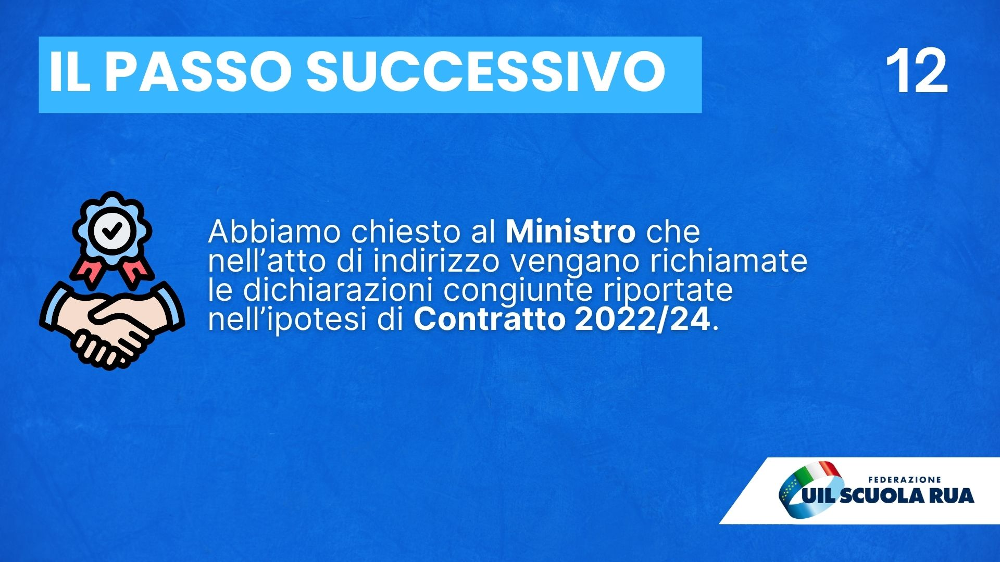 IL PASSO SUCCESSIVO
12
Abbiamo chiesto al Ministro che
nell’atto di indirizzo vengano richiamate
le dichiarazioni congiunte riportate
nell’ipotesi di Contratto 2022/24.
FEDERAZIONE
UIL SCUOLA RUA